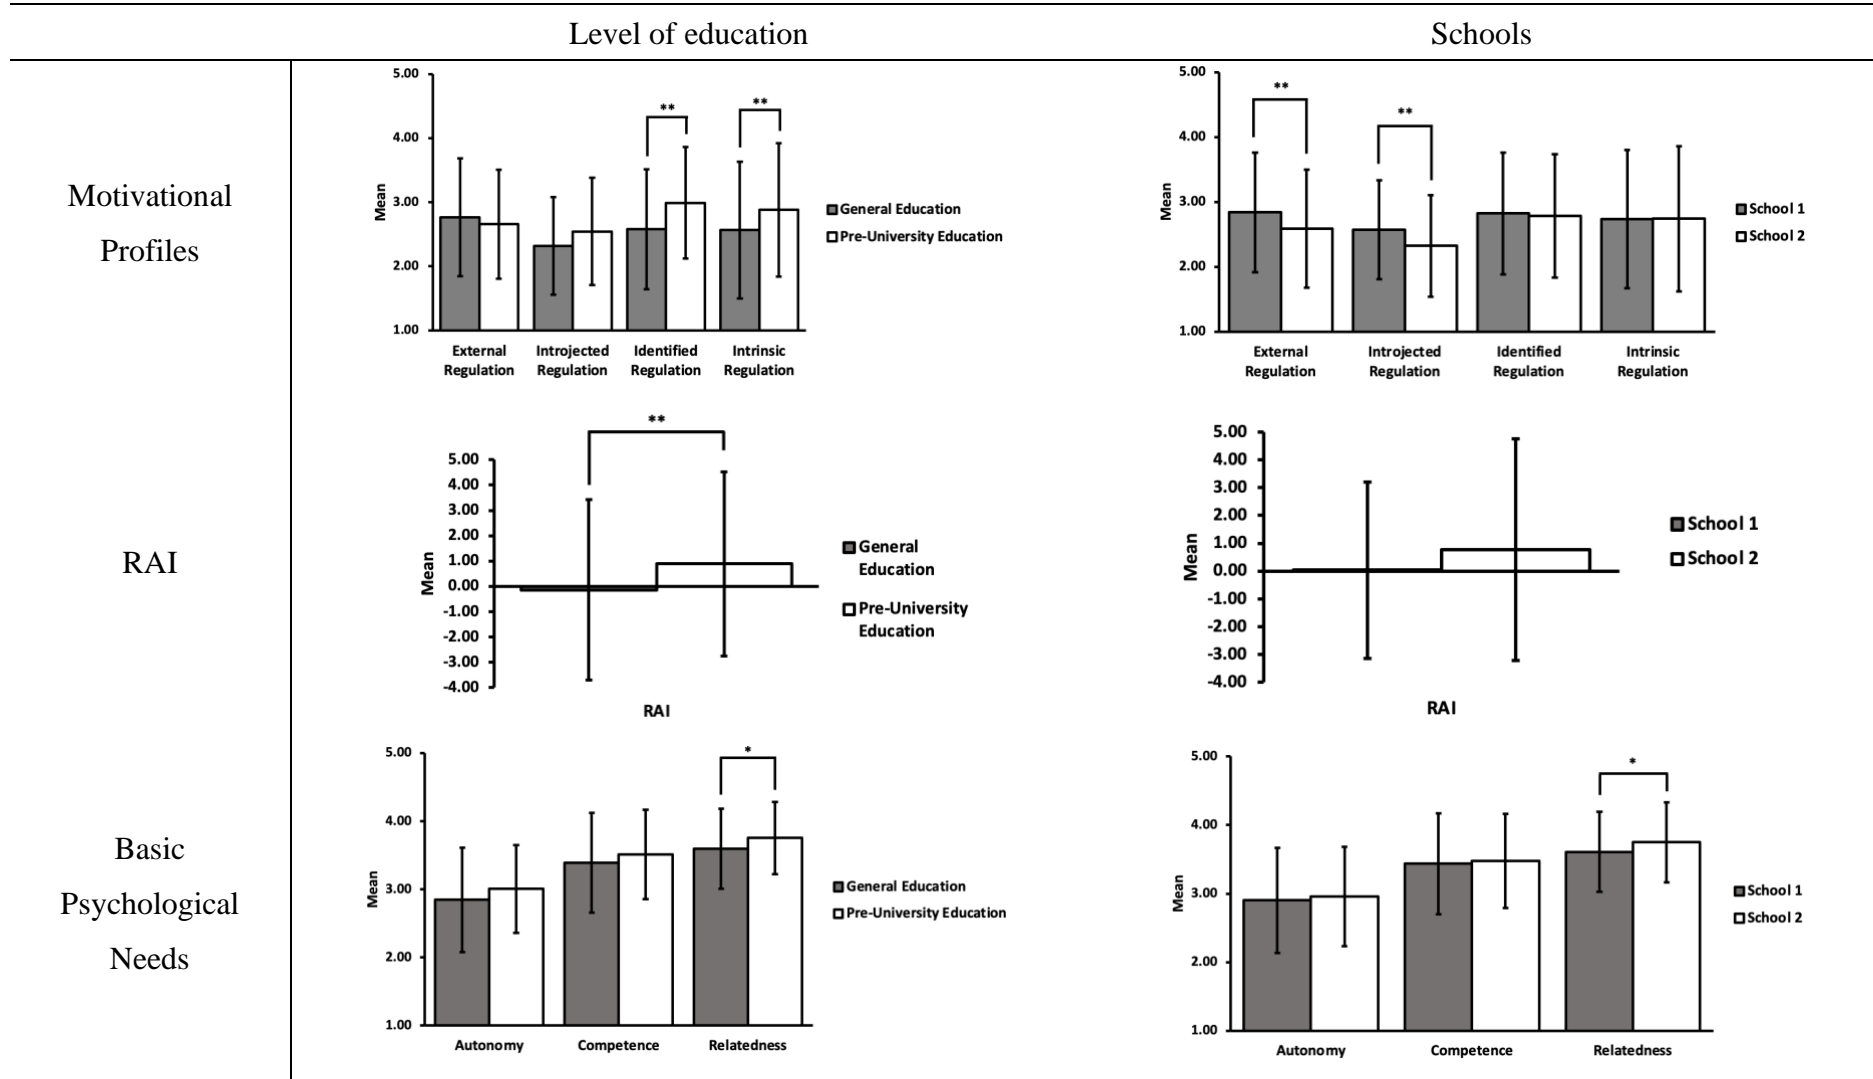 Level of education
Schools
Motivational
Profiles
5.00
4.00
3.00
2.00
1.00
Mean
**
**
External
Regulation
Introjected
Regulation
Identified
Regulation
Intrinsic
Regulation
General Education
Pre-University Education
5.00
4.00
3.00
2.00
1.00
Mean
**
**
External
Regulation
Introjected
Regulation
Identified
Regulation
Intrinsic
Regulation
School 1
School 2
RAI
**
5.00
4.00
3.00
2.00
1.00
0.00
-1.00
-2.00
-3.00
-4.00
Mean
RAI
General
Education
Pre-University
Education
5.00
4.00
3.00
2.00
1.00
0.00
-1.00
-2.00
-3.00
-4.00
Mean
RAI
School 1
School 2
Basic
Psychological
Needs
5.00
4.00
3.00
2.00
1.00
Mean
*
Autonomy
Competence
Relatedness
General Education
Pre-University Education
5.00
4.00
3.00
2.00
1.00
Mean
*
Autonomy
Competence
Relatedness
School 1
School 2